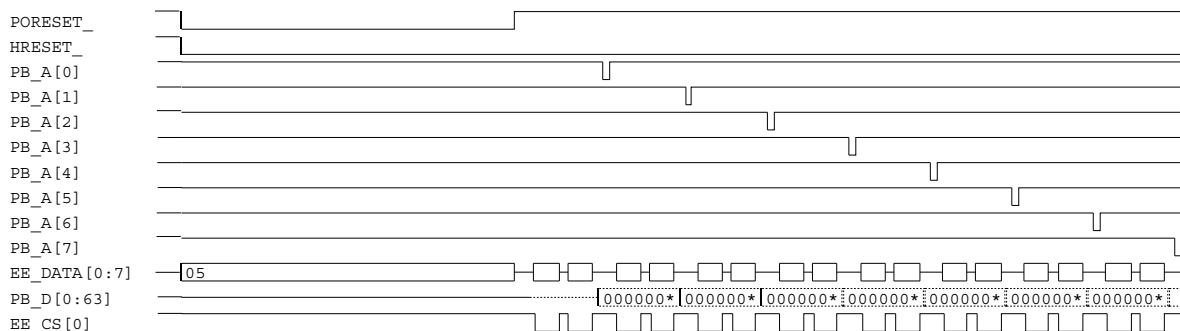 PORESET_
HRESET_
PB_A[0]
PB_A[1]
PB_A[2]
PB_A[3]
PB_A[4]
PB_A[5]
PB_A[6]
PB_A[7]
EE_DATA[0:7] 05
PB_D[0:63] 000000* 000000* 000000* 000000* 000000* 000000* 000000*
EE_CS[0]